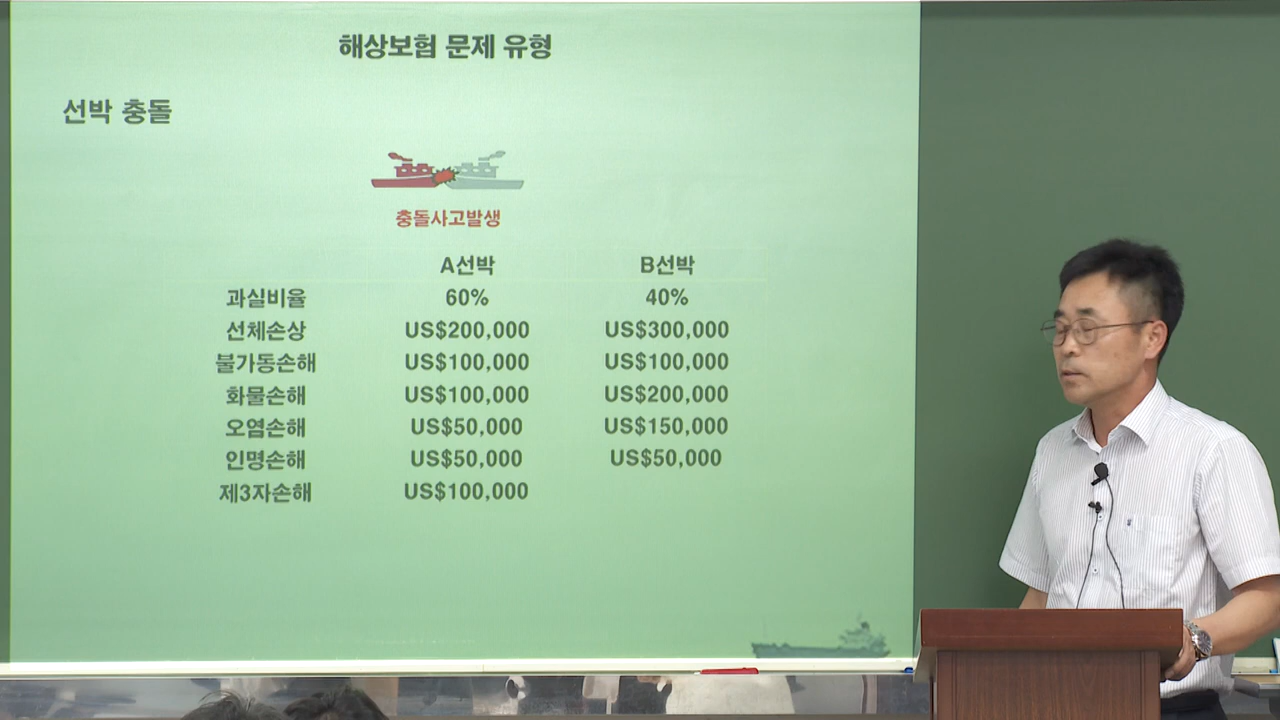 해상보험 문제 유형
선박 충돌
충돌사고발생
A선박 B선박
과실비율 60% 40%
선체손상 US$200,000 US$300,000
불가동손해 US$100,000 US$100,000
화물손해 US$100,000 US$200,000
오염손해 US$50,000 US$150,000
인명손해 US$50,000 US$50,000
제3자손해 US$100,000